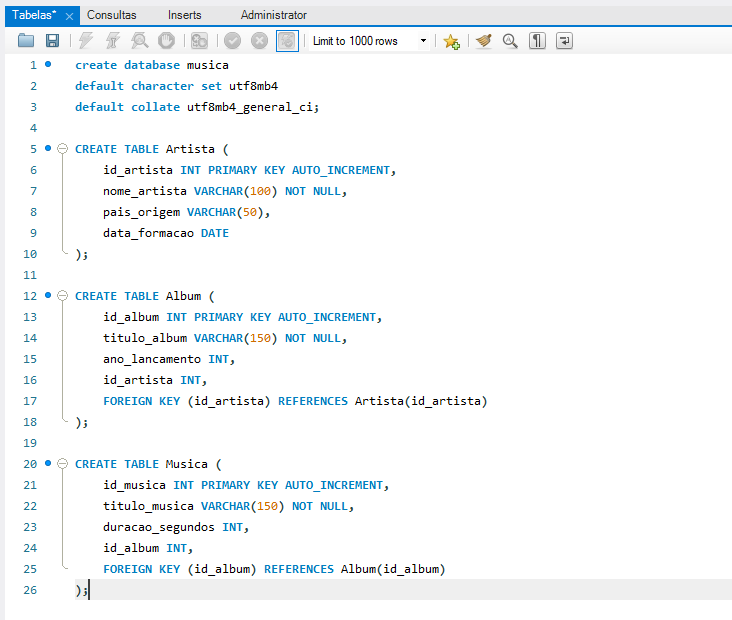 Tabelas* × Consultas Inserts Administrator
Limit to 1000 rows
1 create database musica
2 default character set utf8mb4
3 default collate utf8mb4_general_ci;
4
5 CREATE TABLE Artista (
6 id_artista INT PRIMARY KEY AUTO_INCREMENT,
7 nome_artista VARCHAR(100) NOT NULL,
8 pais_origem VARCHAR(50),
9 data_formacao DATE
10 );
11
12 CREATE TABLE Album (
13 id_album INT PRIMARY KEY AUTO_INCREMENT,
14 titulo_album VARCHAR(150) NOT NULL,
15 ano_lancamento INT,
16 id_artista INT,
17 FOREIGN KEY (id_artista) REFERENCES Artista(id_artista)
18 );
19
20 CREATE TABLE Musica (
21 id_musica INT PRIMARY KEY AUTO_INCREMENT,
22 titulo_musica VARCHAR(150) NOT NULL,
23 duracao_segundos INT,
24 id_album INT,
25 FOREIGN KEY (id_album) REFERENCES Album(id_album)
26 );